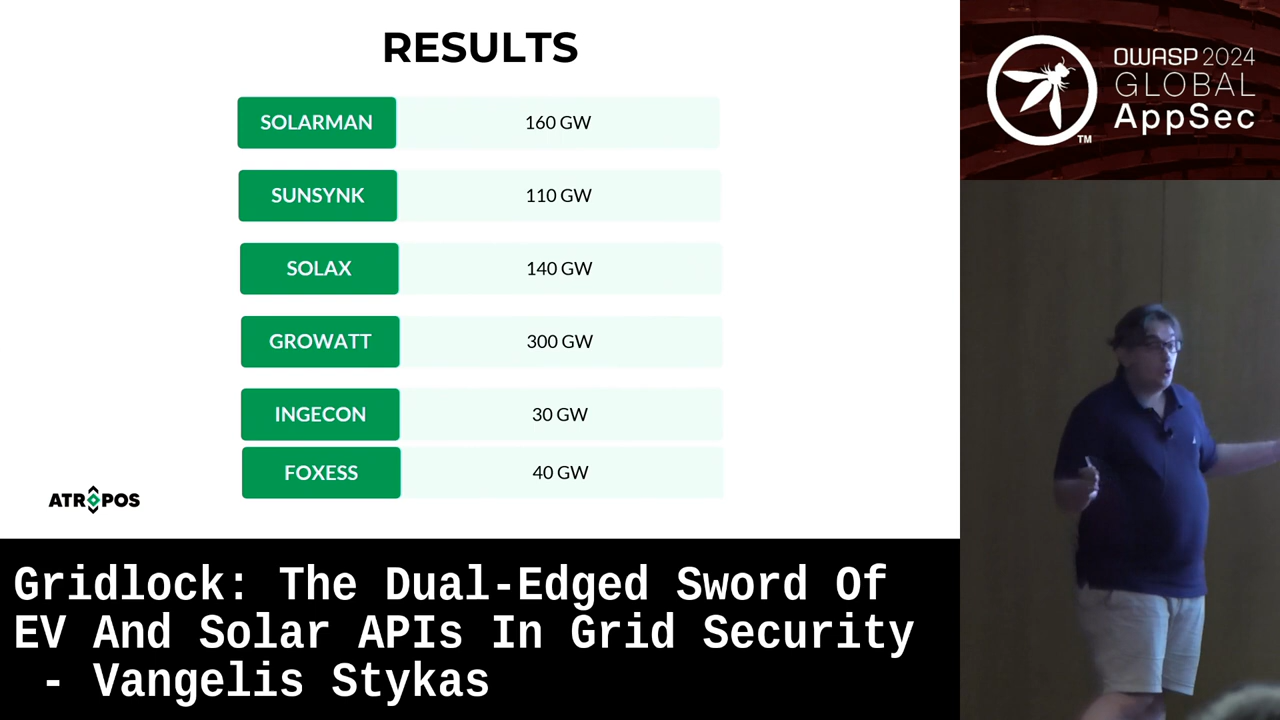 RESULTS
SOLARMAN 160 GW
SUNSYNK 110 GW
SOLAX 140 GW
GROWATT 300 GW
INGECON 30 GW
FOXESS 40 GW
ATROPOS
OWASP 2024
GLOBAL
AppSec
TM
Gridlock: The Dual-Edged Sword Of
EV And Solar APIs In Grid Security
- Vangelis Stykas